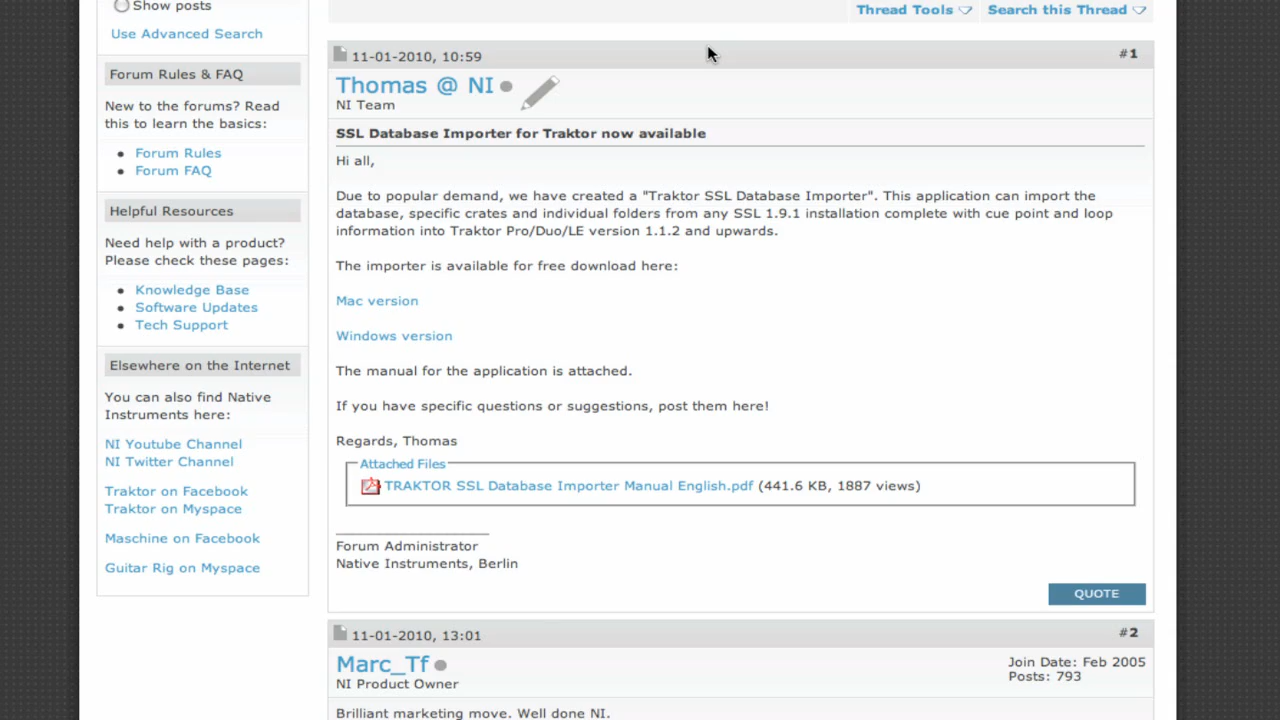 Show posts
Use Advanced Search
Forum Rules & FAQ
New to the forums? Read
this to learn the basics:
Forum Rules
Forum FAQ
Helpful Resources
Need help with a product?
Please check these pages:
Knowledge Base
Software Updates
Tech Support
Elsewhere on the Internet
You can also find Native
Instruments here:
NI Youtube Channel
NI Twitter Channel
Traktor on Facebook
Traktor on Myspace
Maschine on Facebook
Guitar Rig on Myspace
Thread Tools Search this Thread
11-01-2010, 10:59 #1
Thomas @ NI
NI Team
SSL Database Importer for Traktor now available
Hi all,
Due to popular demand, we have created a "Traktor SSL Database Importer". This application can import the
database, specific crates and individual folders from any SSL 1.9.1 installation complete with cue point and loop
information into Traktor Pro/Duo/LE version 1.1.2 and upwards.
The importer is available for free download here:
Mac version
Windows version
The manual for the application is attached.
If you have specific questions or suggestions, post them here!
Regards, Thomas
Attached Files
TRAKTOR SSL Database Importer Manual English.pdf (441.6 KB, 1887 views)
Forum Administrator
Native Instruments, Berlin
QUOTE
11-01-2010, 13:01 #2
Marc_Tf
NI Product Owner
Join Date: Feb 2005
Posts: 793
Brilliant marketing move. Well done NI.